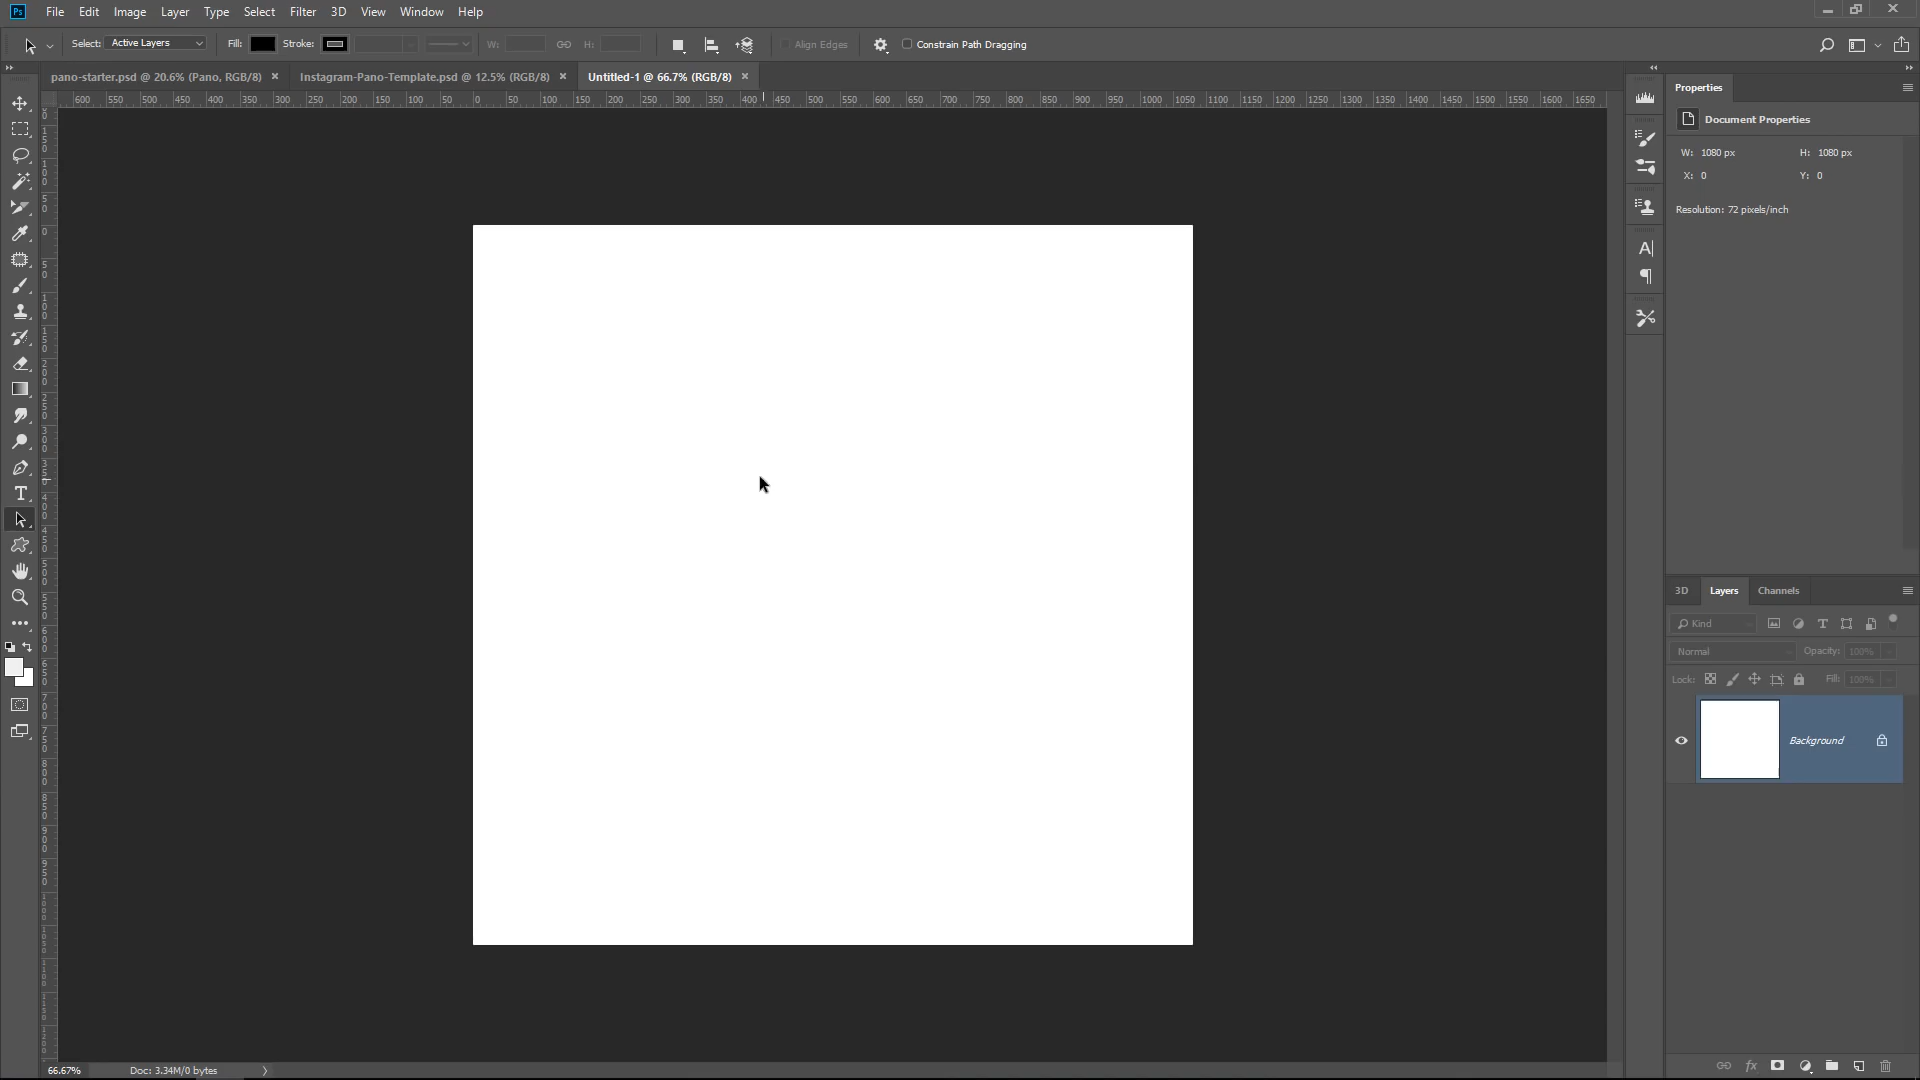 Ps File Edit Image Layer Type Select Filter 3D View Window Help
Select: Active Layers Fill: Stroke: W: H: Align Edges Constrain Path Dragging
pano-starter.psd @ 20.6% (Pano, RGB/8) Instagram-Pano-Template.psd @ 12.5% (RGB/8) Untitled-1 @ 66.7% (RGB/8)
600 550 500 450 400 350 300 250 200 150 100 50 0 50 100 150 200 250 300 350 400 450 500 550 600 650 700 750 800 850 900 950 1000 1050 1100 1150 1200 1250 1300 1350 1400 1450 1500 1550 1600 1650
Properties
Document Properties
W: 1080 px H: 1080 px
X: 0 Y: 0
Resolution: 72 pixels/inch
3D Layers Channels
Kind
Normal Opacity: 100%
Lock: Fill: 100%
Background
66.67% Doc: 3.34M/0 bytes